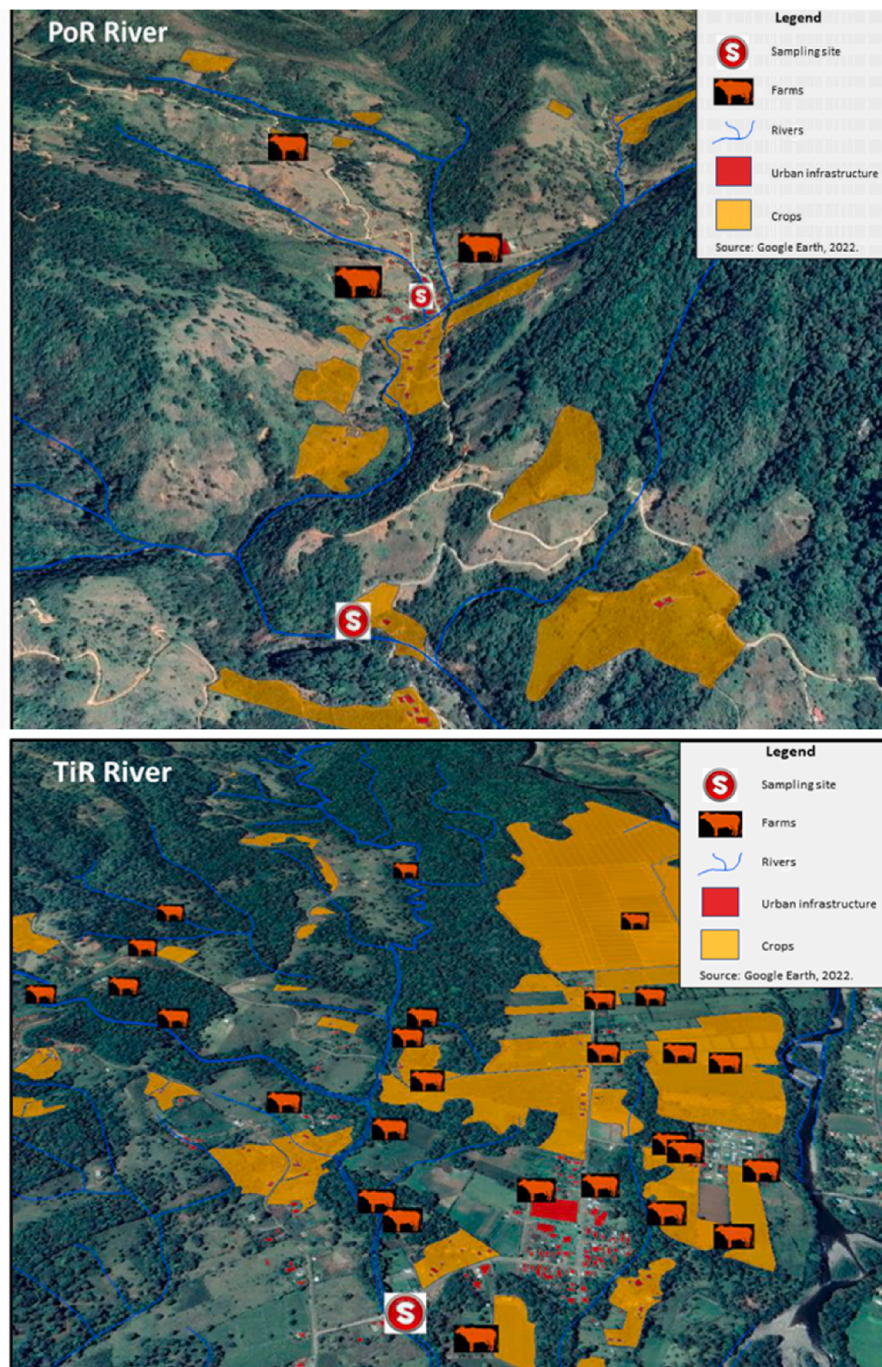 PoR River
Legend
S
Sampling site
Farms
Rivers
Urban infrastructure
Crops
Source: Google Earth, 2022.
S
S
TiR River
Legend
S
Sampling site
Farms
Rivers
Urban infrastructure
Crops
Source: Google Earth, 2022.
S